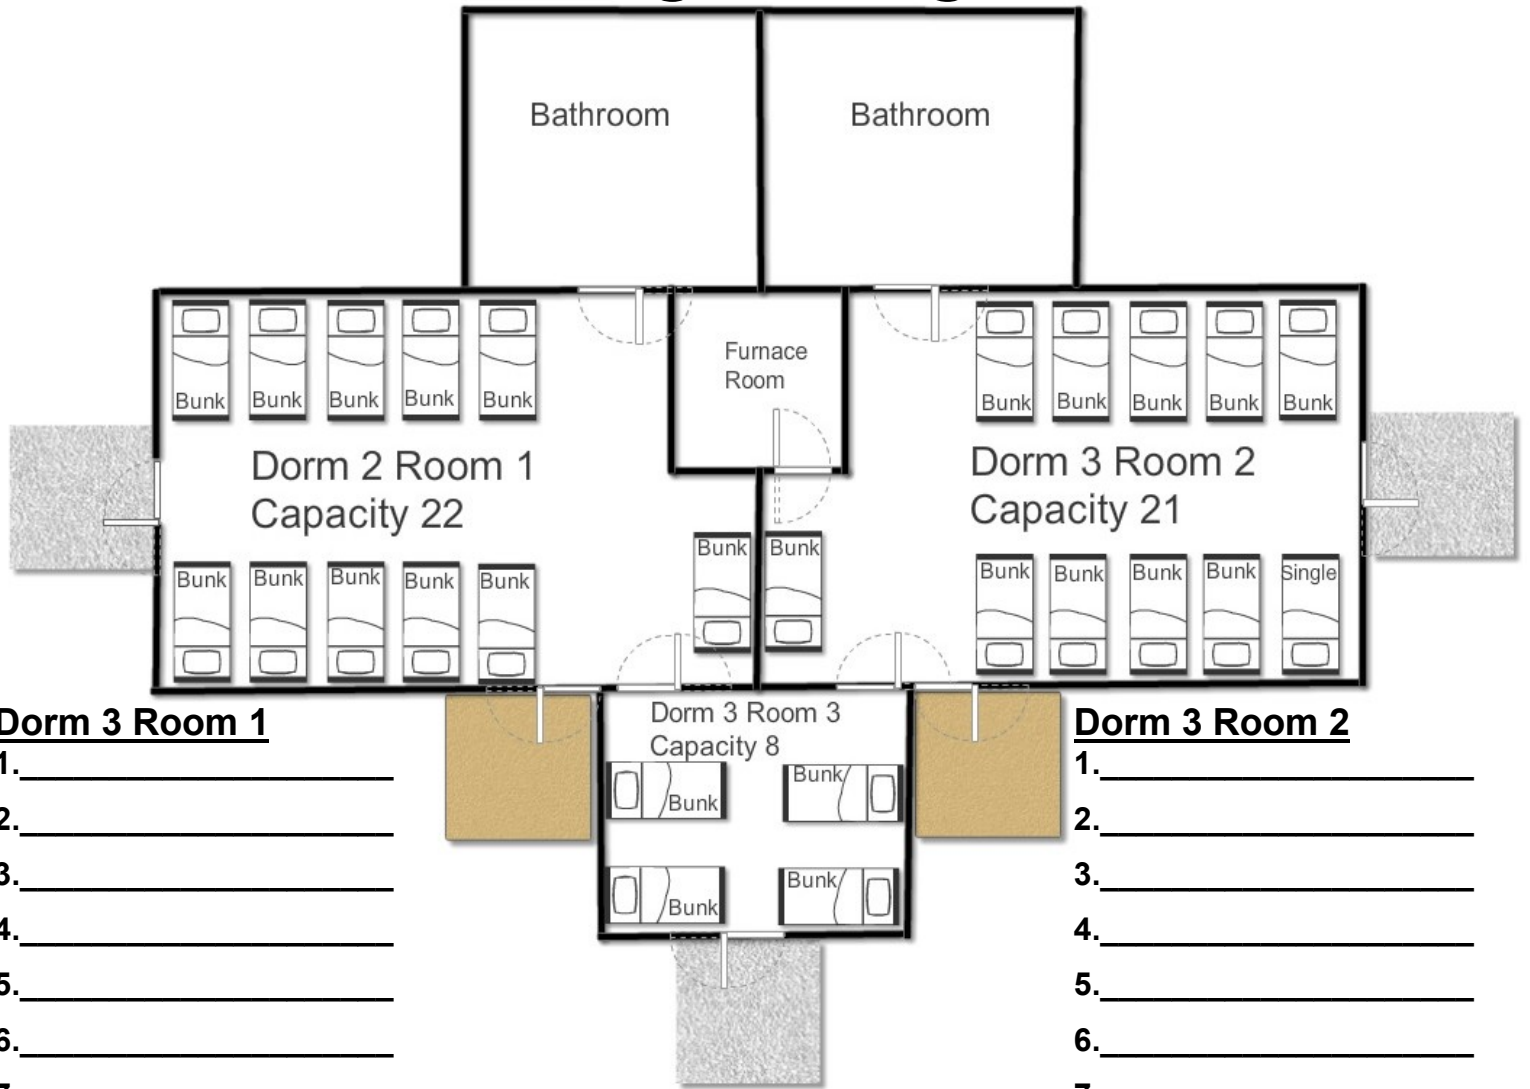 Bathroom
Bathroom
Furnace
Room
Bunk Bunk Bunk Bunk Bunk
Bunk Bunk Bunk Bunk Bunk
Dorm 2 Room 1
Capacity 22
Dorm 3 Room 2
Capacity 21
Bunk Bunk Bunk Bunk Bunk
Bunk Bunk
Bunk Bunk Bunk Bunk Single
Dorm 3 Room 3
Capacity 8
Bunk Bunk
Bunk Bunk
Dorm 3 Room 1
1.
2.
3.
4.
5.
6.
Dorm 3 Room 2
1.
2.
3.
4.
5.
6.